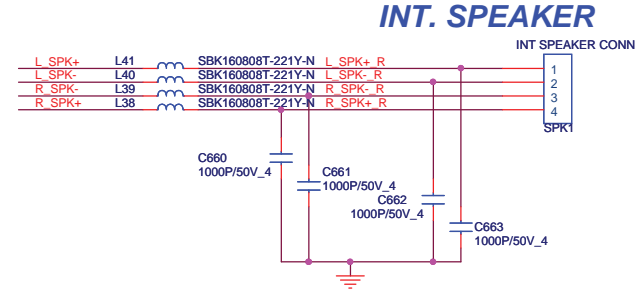 INT. SPEAKER
INT SPEAKER CONN
L_SPK+ L41 SBK160808T-221Y-N L_SPK+_R 1
L_SPK- L40 SBK160808T-221Y-N L_SPK-_R 2
R_SPK- L39 SBK160808T-221Y-N R_SPK-_R 3
R_SPK+ L38 SBK160808T-221Y-N R_SPK+_R 4
SPK1
C660
1000P/50V_4
C661
1000P/50V_4
C662
1000P/50V_4
C663
1000P/50V_4